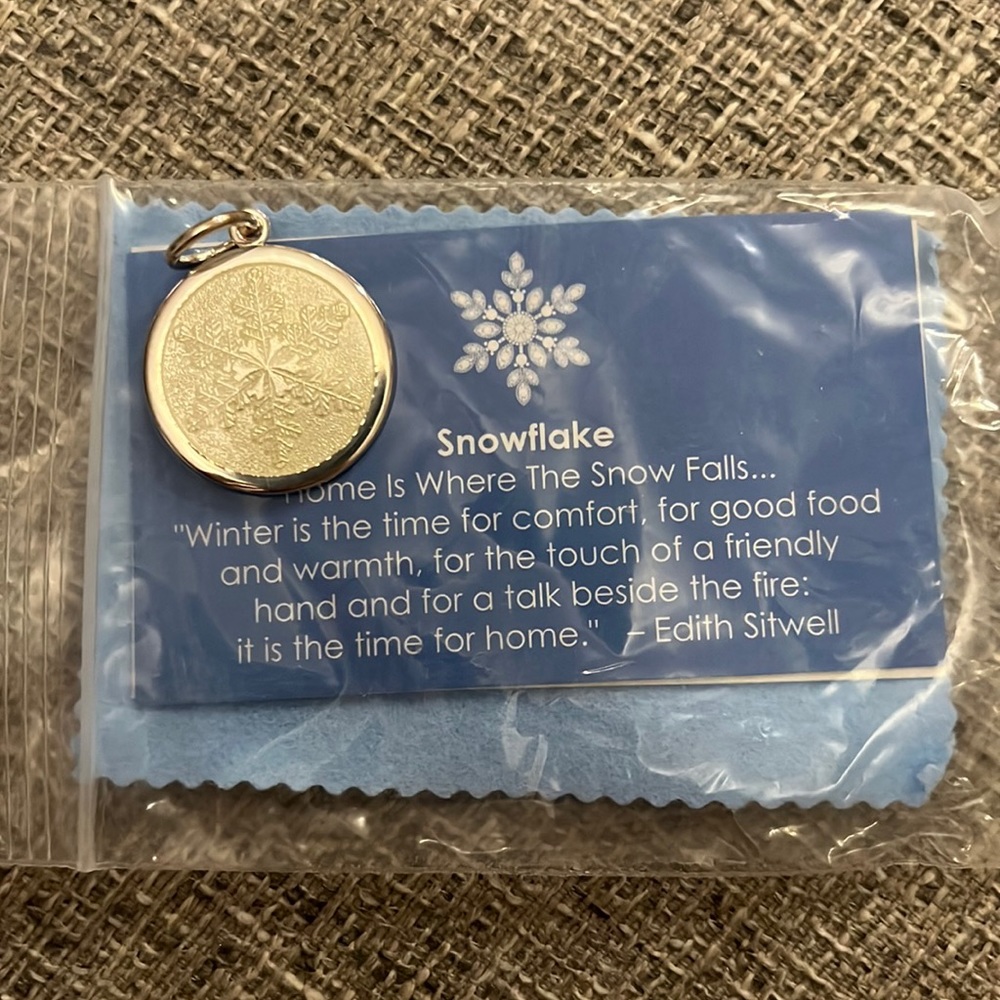 Snowflake
Home Is Where The Snow Falls...
"Winter is the time for comfort, for good food
and warmth, for the touch of a friendly
hand and for a talk beside the fire:
it is the time for home." – Edith Sitwell